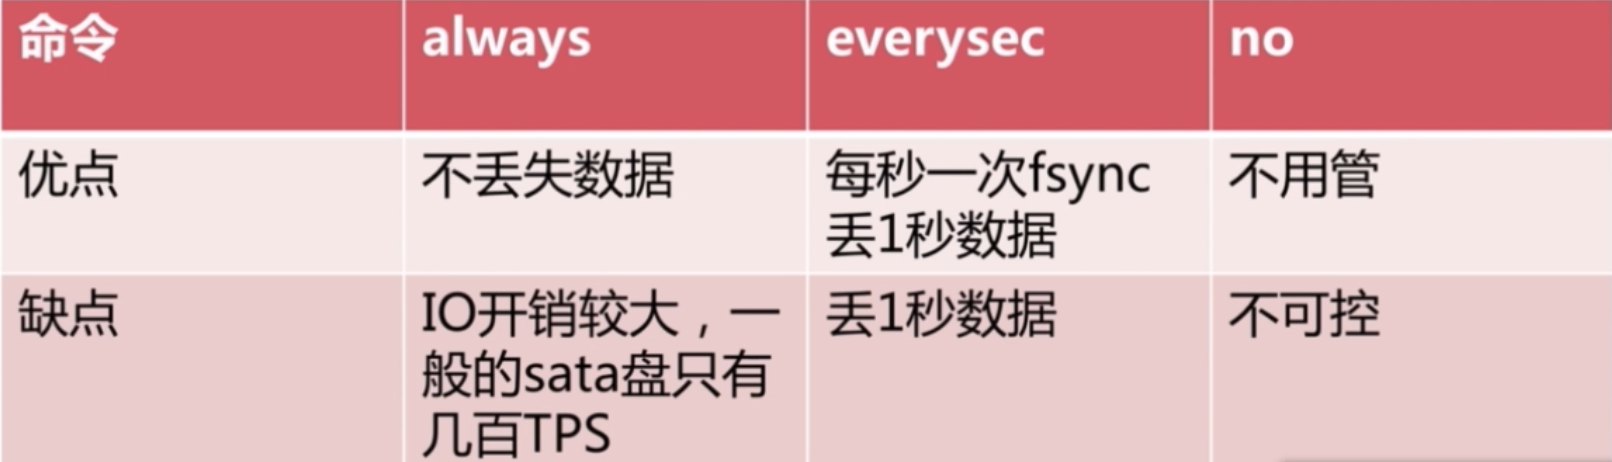 命令 always everysec no
优点 不丢失数据 每秒一次fsync 不用管
丢1秒数据
缺点 IO开销较大，一 丢1秒数据 不可控
般的sata盘只有
几百TPS